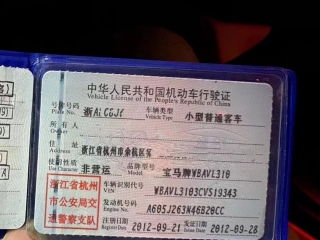 中华人民共和国机动车行驶证
Vehicle License of the People's Republic of China
号牌号码
Plate No.
车辆类型
Vehicle Type
小型普通客车
所有人
Owner
住址
Address
浙江省杭州市余杭区
使用性质
Use Character
非营运
品牌型号
Model
宝马牌WBAVL310
浙江省杭州
市公安局交
通警察支队
车辆识别代号
VIN
WBAVL3103CVS19343
发动机号码
Engine No.
A605J263N46B20CC
注册日期
Register Date
2012-09-21
发证日期
Issue Date
2012-09-28